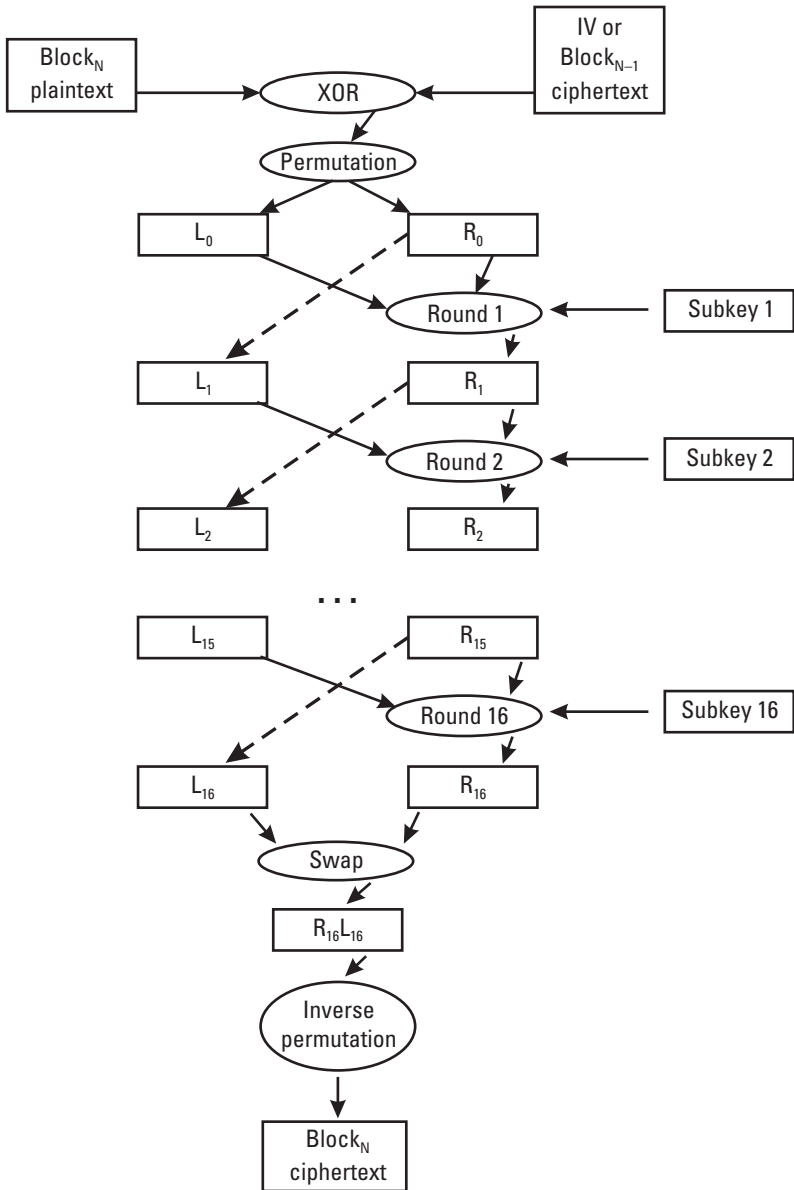 Block_N
plaintext
IV or
Block_N–1
ciphertext
XOR
Permutation
L_0
R_0
Round 1
Subkey 1
L_1
R_1
Round 2
Subkey 2
L_2
R_2
...
L_15
R_15
Round 16
Subkey 16
L_16
R_16
Swap
R_16L_16
Inverse
permutation
Block_N
ciphertext